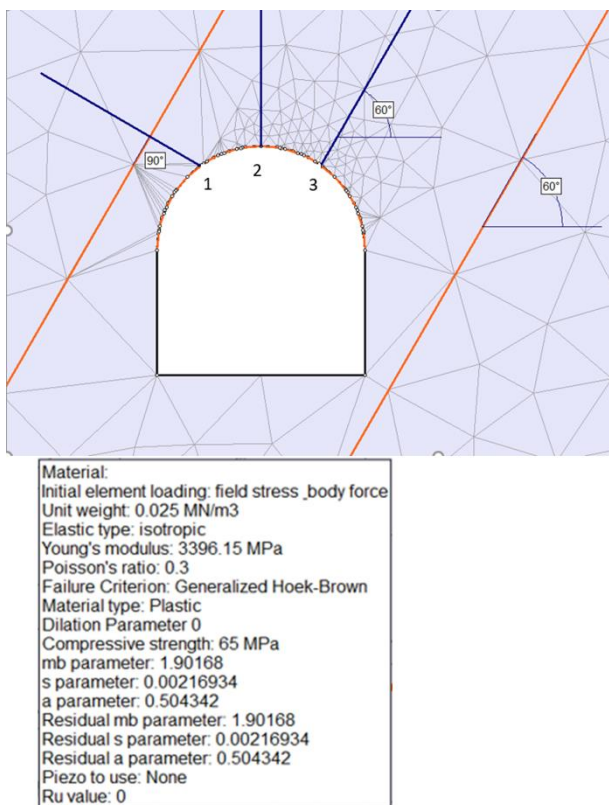 60°
90°
1
2
3
60°
Material:
Initial element loading: field stress _body force
Unit weight: 0.025 MN/m3
Elastic type: isotropic
Young's modulus: 3396.15 MPa
Poisson's ratio: 0.3
Failure Criterion: Generalized Hoek-Brown
Material type: Plastic
Dilation Parameter 0
Compressive strength: 65 MPa
mb parameter: 1.90168
s parameter: 0.00216934
a parameter: 0.504342
Residual mb parameter: 1.90168
Residual s parameter: 0.00216934
Residual a parameter: 0.504342
Piezo to use: None
Ru value: 0